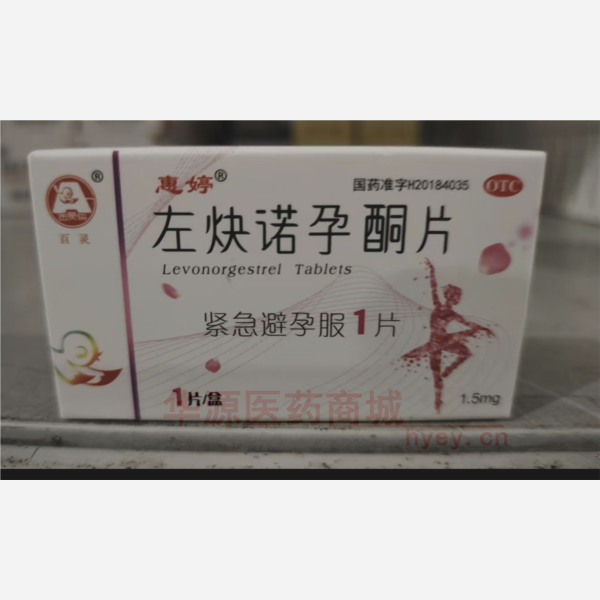 惠婷®
国药准字H20184035
OTC
®
百灵
左炔诺孕酮片
Levonorgestrel Tablets
紧急避孕服1片
1片/盒
1.5mg
华源医药商城
hyey.cn